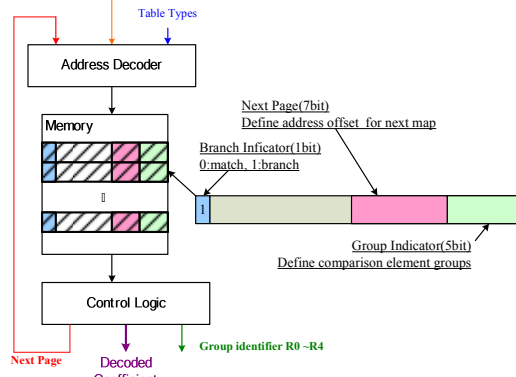 Table Types
Address Decoder
Next Page(7bit)
Define address offset for next map
Memory
Branch Inficator(1bit)
0:match, 1:branch
1
Group Indicator(5bit)
Define comparison element groups
Control Logic
Group identifier R0 ~R4
Next Page
Decoded